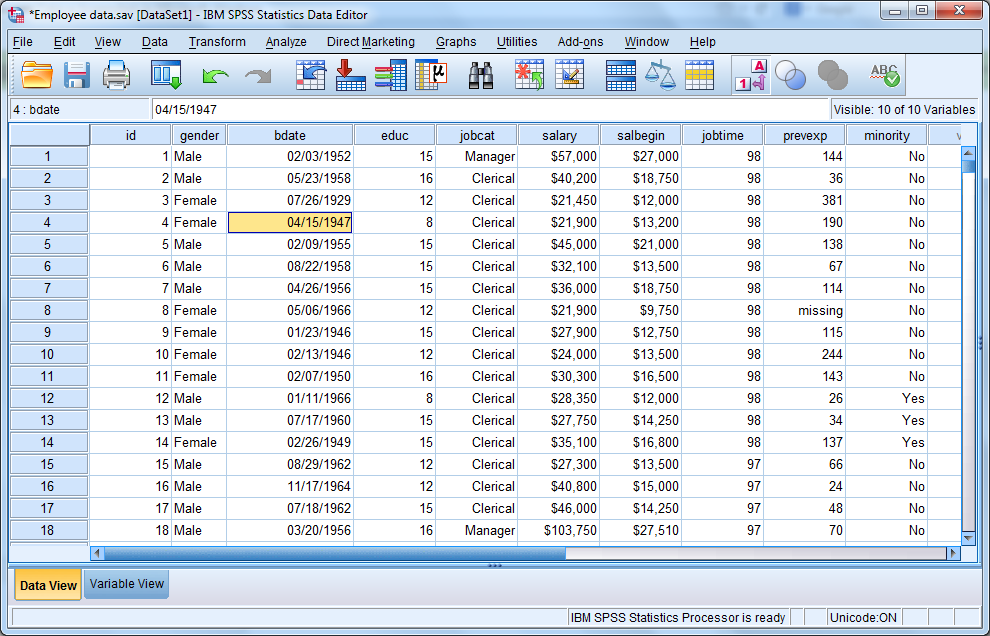 *Employee data.sav [DataSet1] - IBM SPSS Statistics Data Editor
File Edit View Data Transform Analyze Direct Marketing Graphs Utilities Add-ons Window Help
A 1 ABC
4 : bdate 04/15/1947 Visible: 10 of 10 Variables
id gender bdate educ jobcat salary salbegin jobtime prevexp minority
1 1 Male 02/03/1952 15 Manager $57,000 $27,000 98 144 No
2 2 Male 05/23/1958 16 Clerical $40,200 $18,750 98 36 No
3 3 Female 07/26/1929 12 Clerical $21,450 $12,000 98 381 No
4 4 Female 04/15/1947 8 Clerical $21,900 $13,200 98 190 No
5 5 Male 02/09/1955 15 Clerical $45,000 $21,000 98 138 No
6 6 Male 08/22/1958 15 Clerical $32,100 $13,500 98 67 No
7 7 Male 04/26/1956 15 Clerical $36,000 $18,750 98 114 No
8 8 Female 05/06/1966 12 Clerical $21,900 $9,750 98 missing No
9 9 Female 01/23/1946 15 Clerical $27,900 $12,750 98 115 No
10 10 Female 02/13/1946 12 Clerical $24,000 $13,500 98 244 No
11 11 Female 02/07/1950 16 Clerical $30,300 $16,500 98 143 No
12 12 Male 01/11/1966 8 Clerical $28,350 $12,000 98 26 Yes
13 13 Male 07/17/1960 15 Clerical $27,750 $14,250 98 34 Yes
14 14 Female 02/26/1949 15 Clerical $35,100 $16,800 98 137 Yes
15 15 Male 08/29/1962 12 Clerical $27,300 $13,500 97 66 No
16 16 Male 11/17/1964 12 Clerical $40,800 $15,000 97 24 No
17 17 Male 07/18/1962 15 Clerical $46,000 $14,250 97 48 No
18 18 Male 03/20/1956 16 Manager $103,750 $27,510 97 70 No
Data View Variable View
IBM SPSS Statistics Processor is ready Unicode:ON